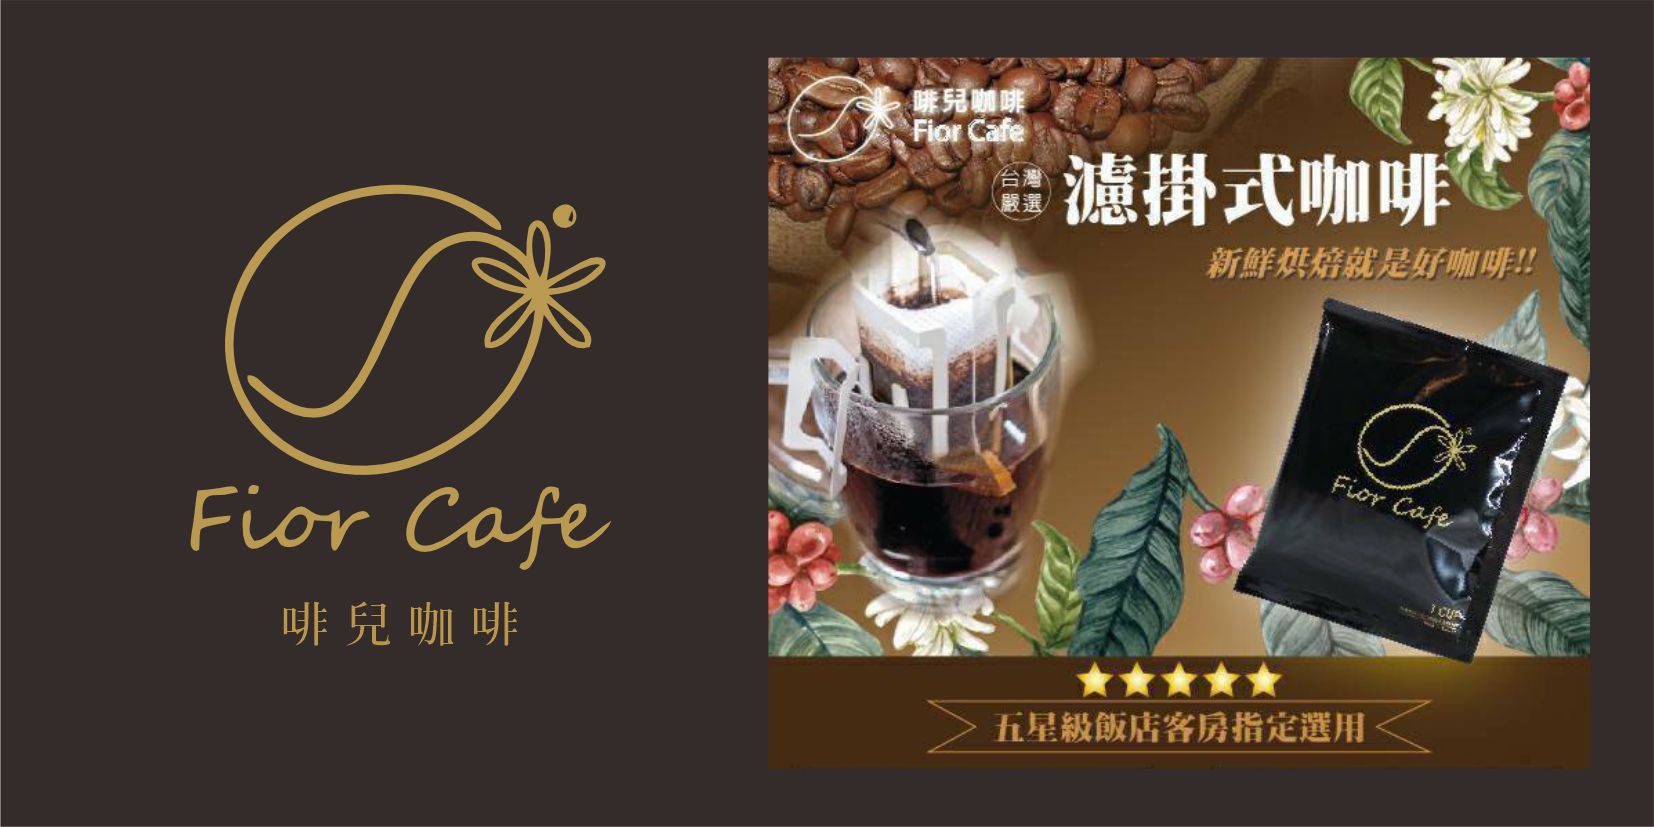 Fior Cafe
啡兒咖啡
啡兒咖啡
Fior Cafe
台灣
嚴選
濾掛式咖啡
新鮮烘焙就是好咖啡!!
Fior Cafe
1 CUP
五星級飯店客房指定選用